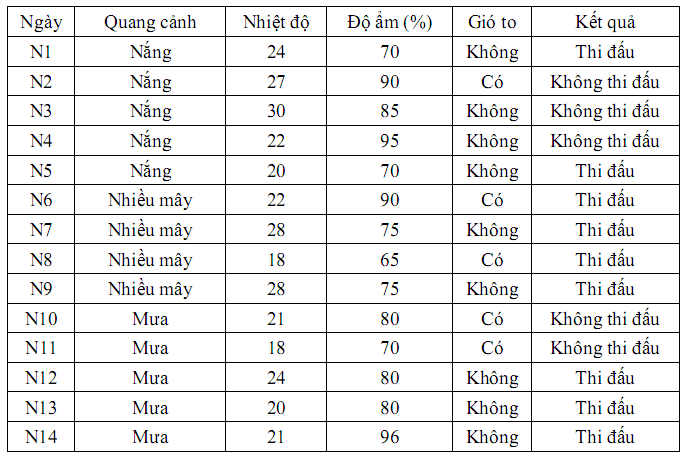 Ngày Quang cảnh Nhiệt độ Độ ẩm (%) Gió to Kết quả
N1 Nắng 24 70 Không Thi đấu
N2 Nắng 27 90 Có Không thi đấu
N3 Nắng 30 85 Không Không thi đấu
N4 Nắng 22 95 Không Không thi đấu
N5 Nắng 20 70 Không Thi đấu
N6 Nhiều mây 22 90 Có Thi đấu
N7 Nhiều mây 28 75 Không Thi đấu
N8 Nhiều mây 18 65 Có Thi đấu
N9 Nhiều mây 28 75 Không Thi đấu
N10 Mưa 21 80 Có Không thi đấu
N11 Mưa 18 70 Có Không thi đấu
N12 Mưa 24 80 Không Thi đấu
N13 Mưa 20 80 Không Thi đấu
N14 Mưa 21 96 Không Thi đấu